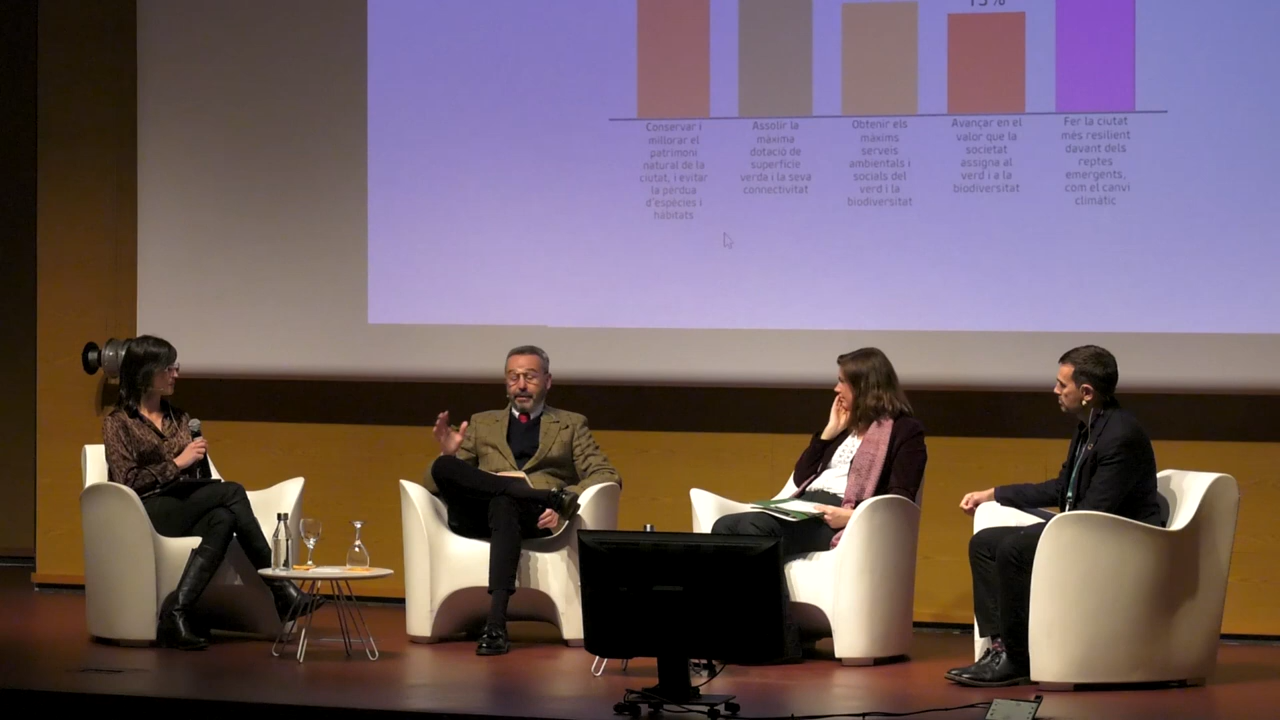 15%
Conservar i
millorar el
patrimoni
natural de la
ciutat, i evitar
la pèrdua
d'espècies i
hàbitats
Assolir la
màxima
dotació de
superfície
verda i la seva
connectivitat
Obtenir els
màxims
serveis
ambientals i
socials del
verd i la
biodiversitat
Avançar en el
valor que la
societat
assigna al
verd i a la
biodiversitat
Fer la ciutat
més resilient
davant dels
reptes
emergents,
com el canvi
climàtic